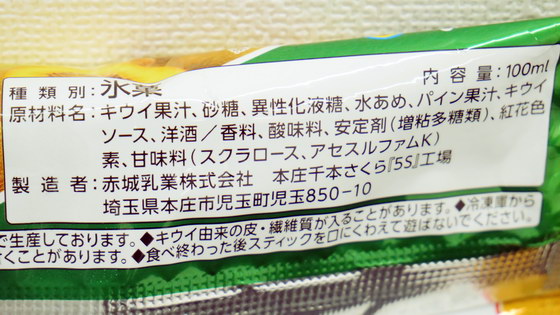 種類別:氷菓 内容量:100ml
原材料名:キウイ果汁、砂糖、異性化液糖、水あめ、パイン果汁、キウイ
ソース、洋酒/香料、酸味料、安定剤(増粘多糖類)、紅花色
素、甘味料(スクラロース、アセスルファムK)
製造者:赤城乳業株式会社 本庄千本さくら『5S』工場
埼玉県本庄市児玉町児玉850-10
で生産しております。◆キウイ由来の皮・繊維質が入ることがあります。◆冷凍庫から
くことがあります。◆食べ終わった後スティックを口にくわえて遊ばないでください。